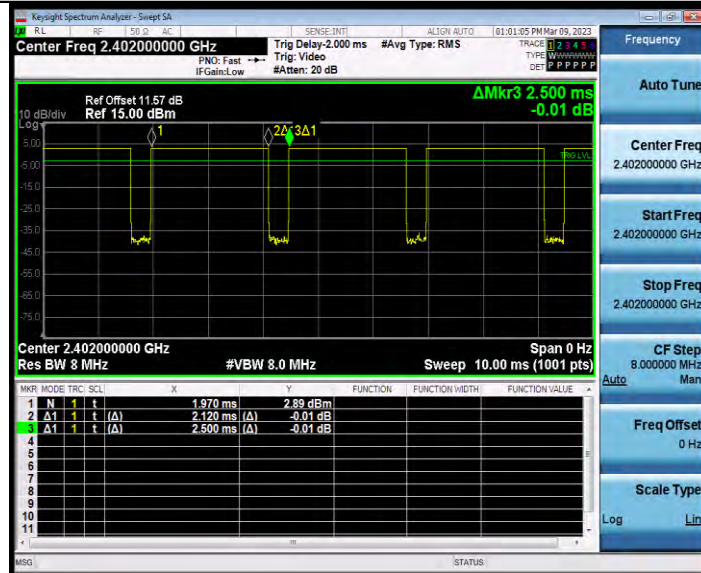 Keysight Spectrum Analyzer - Swept SA
RL RF 50 Ω AC SENSE:INT ALIGN AUTO 01:01:05 PM Mar 09, 2023
Center Freq 2.402000000 GHz
PNO: Fast
IFGain:Low
Trig Delay-2.000 ms
Trig: Video
#Atten: 20 dB
#Avg Type: RMS
TRACE 1 2 3 4 5 6
TYPE WWWWWW
DET P P P P P P
ΔMkr3 2.500 ms
-0.01 dB
Ref Offset 11.57 dB
10 dB/div Ref 15.00 dBm
Log
1
2Δ1
3Δ1
TRIG LVL
5.00
-5.00
-15.0
-25.0
-35.0
-45.0
-55.0
-65.0
-75.0
Center 2.402000000 GHz Span 0 Hz
Res BW 8 MHz #VBW 8.0 MHz Sweep 10.00 ms (1001 pts)
MKR MODE TRC SCL X Y FUNCTION FUNCTION WIDTH FUNCTION VALUE
1 N 1 t 1.970 ms 2.89 dBm
2 Δ1 1 t (Δ) 2.120 ms (Δ) -0.01 dB
3 Δ1 1 t (Δ) 2.500 ms (Δ) -0.01 dB
4
5
6
7
8
9
10
11
MSG STATUS
Frequency
Auto Tune
Center Freq
2.402000000 GHz
Start Freq
2.402000000 GHz
Stop Freq
2.402000000 GHz
CF Step
8.000000 MHz
Auto Man
Freq Offset
0 Hz
Scale Type
Log Lin